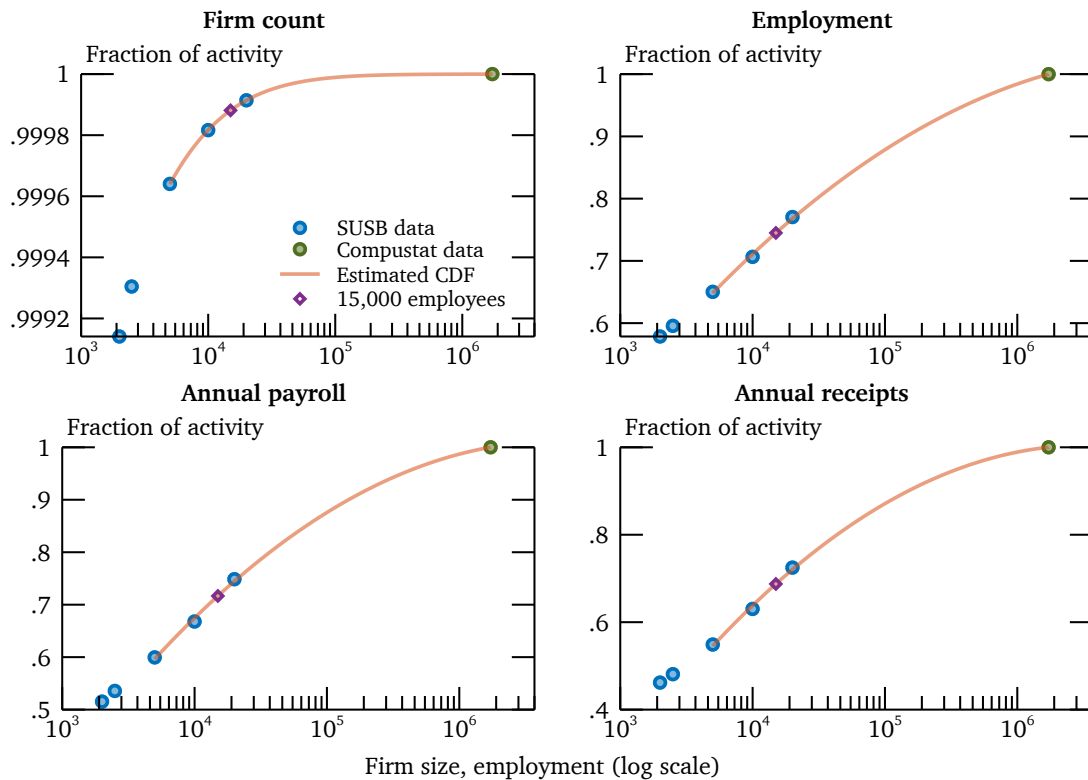 Firm count
Fraction of activity
1
.9998
.9996
.9994
.9992
10³ 10⁴ 10⁵ 10⁶
SUSB data
Compustat data
Estimated CDF
15,000 employees
Employment
Fraction of activity
1
.9
.8
.7
.6
10³ 10⁴ 10⁵ 10⁶
Annual payroll
Fraction of activity
1
.9
.8
.7
.6
.5
10³ 10⁴ 10⁵ 10⁶
Annual receipts
Fraction of activity
1
.8
.6
.4
10³ 10⁴ 10⁵ 10⁶
Firm size, employment (log scale)